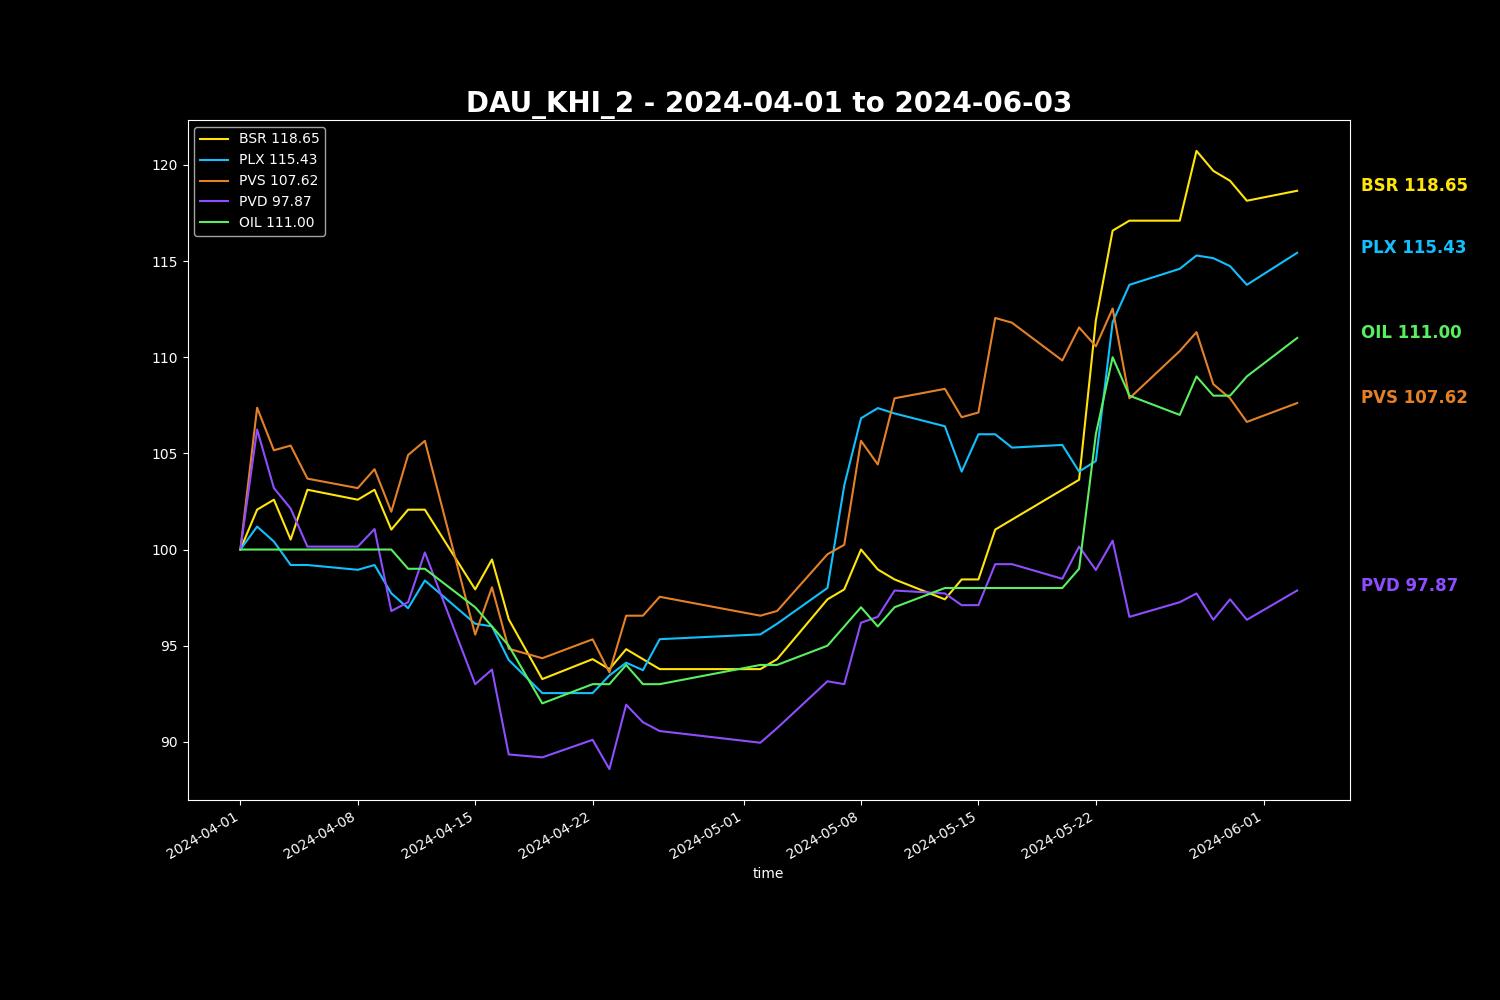 DAU_KHI_2 - 2024-04-01 to 2024-06-03
BSR 118.65
PLX 115.43
PVS 107.62
PVD 97.87
OIL 111.00
120
115
110
105
100
95
90
BSR 118.65
PLX 115.43
OIL 111.00
PVS 107.62
PVD 97.87
2024-04-01
2024-04-08
2024-04-15
2024-04-22
2024-05-01
2024-05-08
2024-05-15
2024-05-22
2024-06-01
time